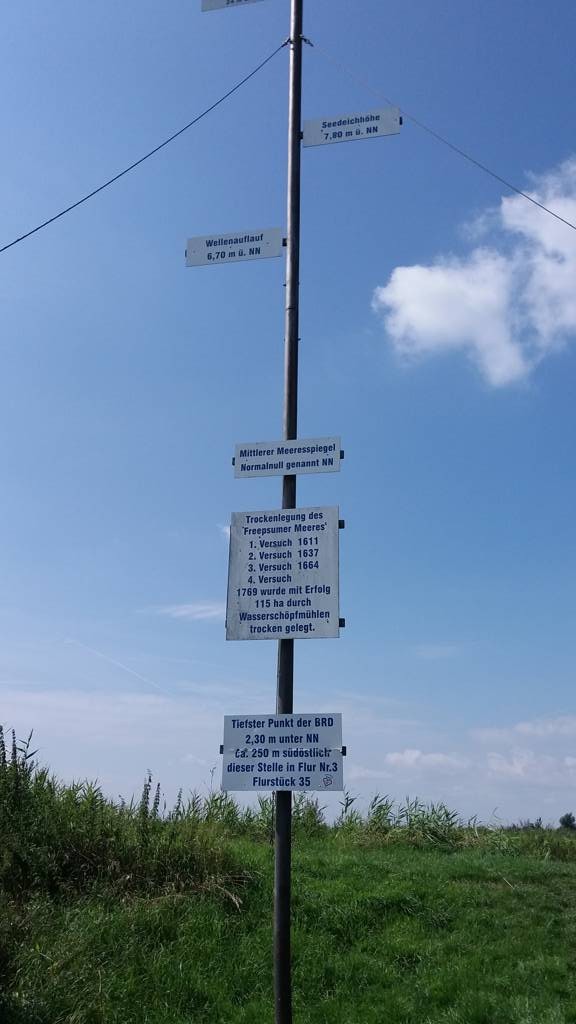 Seedeichhöhe
7,80 m ü. NN
Wellenauflauf
6,70 m ü. NN
Mittlerer Meeresspiegel
Normalnull genannt NN
Trockenlegung des
'Freepsumer Meeres'
1. Versuch 1611
2. Versuch 1637
3. Versuch 1664
4. Versuch
1769 wurde mit Erfolg
115 ha durch
Wasserschöpfmühlen
trocken gelegt.
Tiefster Punkt der BRD
2,30 m unter NN
Ca. 250 m südöstlich
dieser Stelle in Flur Nr.3
Flurstück 35